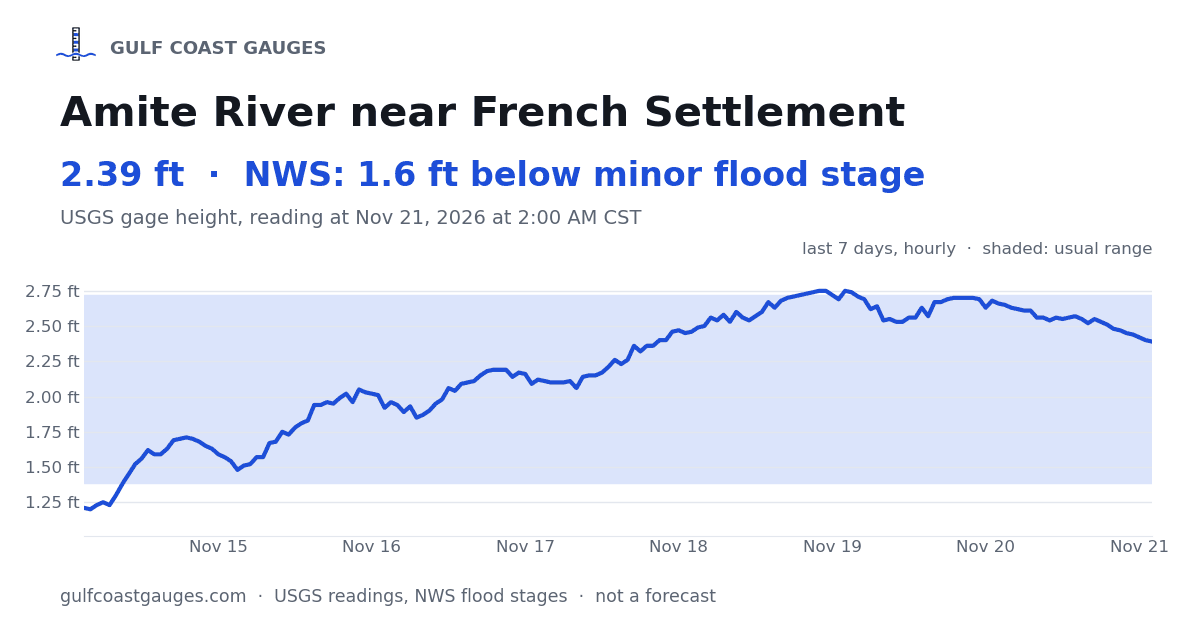 GULF COAST GAUGES
Amite River near French Settlement
2.39 ft · NWS: 1.6 ft below minor flood stage
USGS gage height, reading at Nov 21, 2026 at 2:00 AM CST
last 7 days, hourly · shaded: usual range
2.75 ft
2.50 ft
2.25 ft
2.00 ft
1.75 ft
1.50 ft
1.25 ft
Nov 15 Nov 16 Nov 17 Nov 18 Nov 19 Nov 20 Nov 21
gulfcoastgauges.com · USGS readings, NWS flood stages · not a forecast